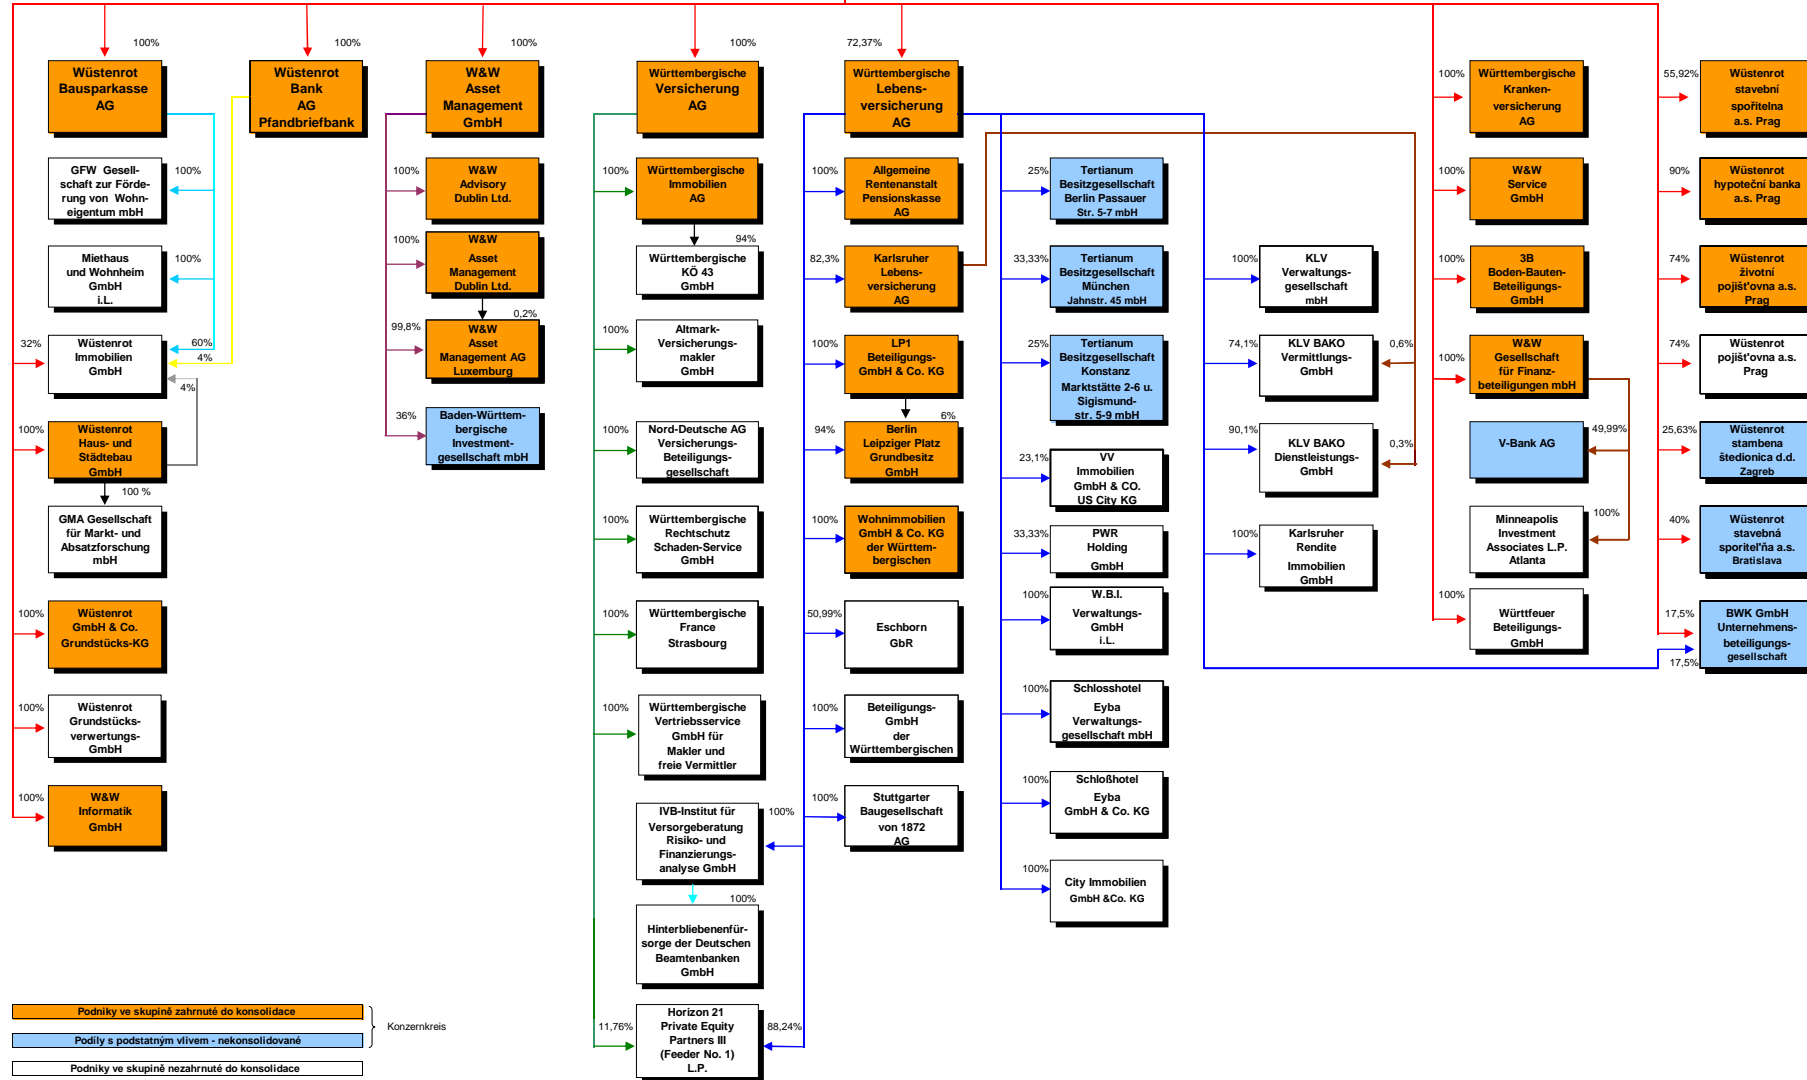 100%
Wüstenrot
Bausparkasse
AG
100%
Wüstenrot
Bank
AG
Pfandbriefbank
100%
W&W
Asset
Management
GmbH
100%
Württembergische
Versicherung
AG
72,37%
Württembergische
Lebens-
versicherung
AG
100%
Württembergische
Kranken-
versicherung
AG
55,92%
Wüstenrot
stavební
spořitelna
a.s. Prag
GFW Gesell-
schaft zur Förde-
rung von Wohn-
eigentum mbH
100%
Miethaus
und Wohnheim
GmbH
i.L.
100%
32%
Wüstenrot
Immobilien
GmbH
60%
4%
4%
100%
Wüstenrot
Haus- und
Städtebau
GmbH
100 %
GMA Gesellschaft
für Markt- und
Absatzforschung
mbH
100%
Wüstenrot
GmbH & Co.
Grundstücks-KG
100%
Wüstenrot
Grundstücks-
verwertungs-
GmbH
100%
W&W
Informatik
GmbH
100%
W&W
Advisory
Dublin Ltd.
100%
W&W
Asset
Management
Dublin Ltd.
0,2%
99,8%
W&W
Asset
Management AG
Luxemburg
36%
Baden-Württem-
bergische
Investment-
gesellschaft mbH
100%
Württembergische
Immobilien
AG
94%
Württembergische
KÖ 43
GmbH
100%
Altmark-
Versicherungs-
makler
GmbH
100%
Nord-Deutsche AG
Versicherungs-
Beteiligungs-
gesellschaft
100%
Württembergische
Rechtschutz
Schaden-Service
GmbH
100%
Württembergische
France
Strasbourg
100%
Württembergische
Vertriebsservice
GmbH für
Makler und
freie Vermittler
IVB-Institut für
Versorgeberatung
Risiko- und
Finanzierungs-
analyse GmbH
100%
100%
Hinterbliebenenfür-
sorge der Deutschen
Beamtenbanken
GmbH
11,76%
Horizon 21
Private Equity
Partners III
(Feeder No. 1)
L.P.
88,24%
100%
Allgemeine
Rentenanstalt
Pensionskasse
AG
82,3%
Karlsruher
Lebens-
versicherung
AG
100%
LP1
Beteiligungs-
GmbH & Co. KG
6%
94%
Berlin
Leipziger Platz
Grundbesitz
GmbH
100%
Wohnimmobilien
GmbH & Co. KG
der Württem-
bergischen
50,99%
Eschborn
GbR
100%
Beteiligungs-
GmbH
der
Württembergischen
100%
Stuttgarter
Baugesellschaft
von 1872
AG
25%
Tertianum
Besitzgesellschaft
Berlin Passauer
Str. 5-7 mbH
33,33%
Tertianum
Besitzgesellschaft
München
Jahnstr. 45 mbH
25%
Tertianum
Besitzgesellschaft
Konstanz
Marktstätte 2-6 u.
Sigismund-
str. 5-9 mbH
23,1%
VV
Immobilien
GmbH & CO.
US City KG
33,33%
PWR
Holding
GmbH
100%
W.B.I.
Verwaltungs-
GmbH
i.L.
100%
Schlosshotel
Eyba
Verwaltungs-
gesellschaft mbH
100%
Schloßhotel
Eyba
GmbH & Co. KG
100%
City Immobilien
GmbH &Co. KG
100%
KLV
Verwaltungs-
gesellschaft
mbH
74,1%
KLV BAKO
Vermittlungs-
GmbH
0,6%
90,1%
KLV BAKO
Dienstleistungs-
GmbH
0,3%
100%
Karlsruher
Rendite
Immobilien
GmbH
100%
W&W
Service
GmbH
100%
3B
Boden-Bauten-
Beteiligungs-
GmbH
100%
W&W
Gesellschaft
für Finanz-
beteiligungen mbH
V-Bank AG
49,99%
Minneapolis
Investment
Associates L.P.
Atlanta
100%
100%
Württfeuer
Beteiligungs-
GmbH
90%
Wüstenrot
hypoteční banka
a.s. Prag
74%
Wüstenrot
životní
pojišt'ovna a.s.
Prag
74%
Wüstenrot
pojišt'ovna a.s.
Prag
25,63%
Wüstenrot
stambena
štedionica d.d.
Zagreb
40%
Wüstenrot
stavebná
sporitel'ňa a.s.
Bratislava
17,5%
BWK GmbH
Unternehmens-
beteiligungs-
gesellschaft
17,5%
Podniky ve skupině zahrnuté do konsolidace
Konzernkreis
Podíly s podstatným vlivem - nekonsolidované
Podniky ve skupině nezahrnuté do konsolidace